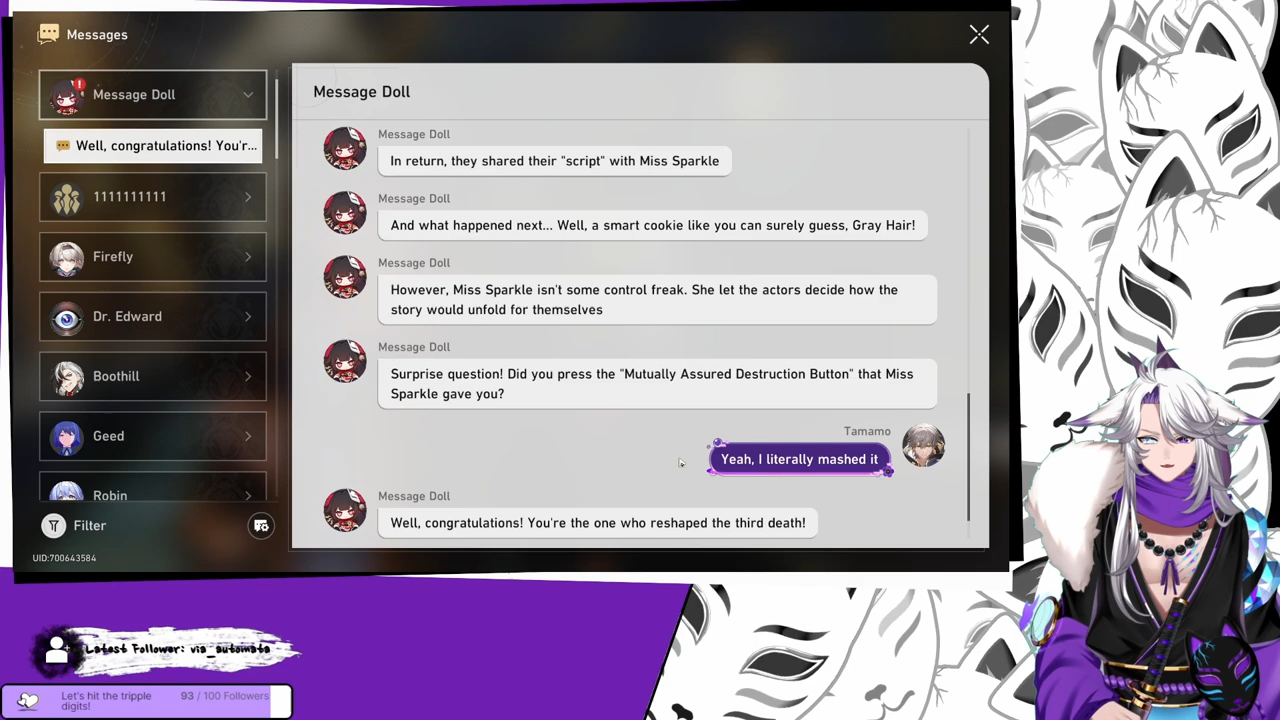 Messages
Message Doll
Well, congratulations! You'r...
1111111111
Firefly
Dr. Edward
Boothill
Geed
Robin
Filter
UID:700643584
Message Doll
Message Doll
In return, they shared their "script" with Miss Sparkle
Message Doll
And what happened next... Well, a smart cookie like you can surely guess, Gray Hair!
Message Doll
However, Miss Sparkle isn't some control freak. She let the actors decide how the
story would unfold for themselves
Message Doll
Surprise question! Did you press the "Mutually Assured Destruction Button" that Miss
Sparkle gave you?
Tamamo
Yeah, I literally mashed it
Message Doll
Well, congratulations! You're the one who reshaped the third death!
Latest Follower: via_automata
Let's hit the tripple
digits!
93 / 100 Followers